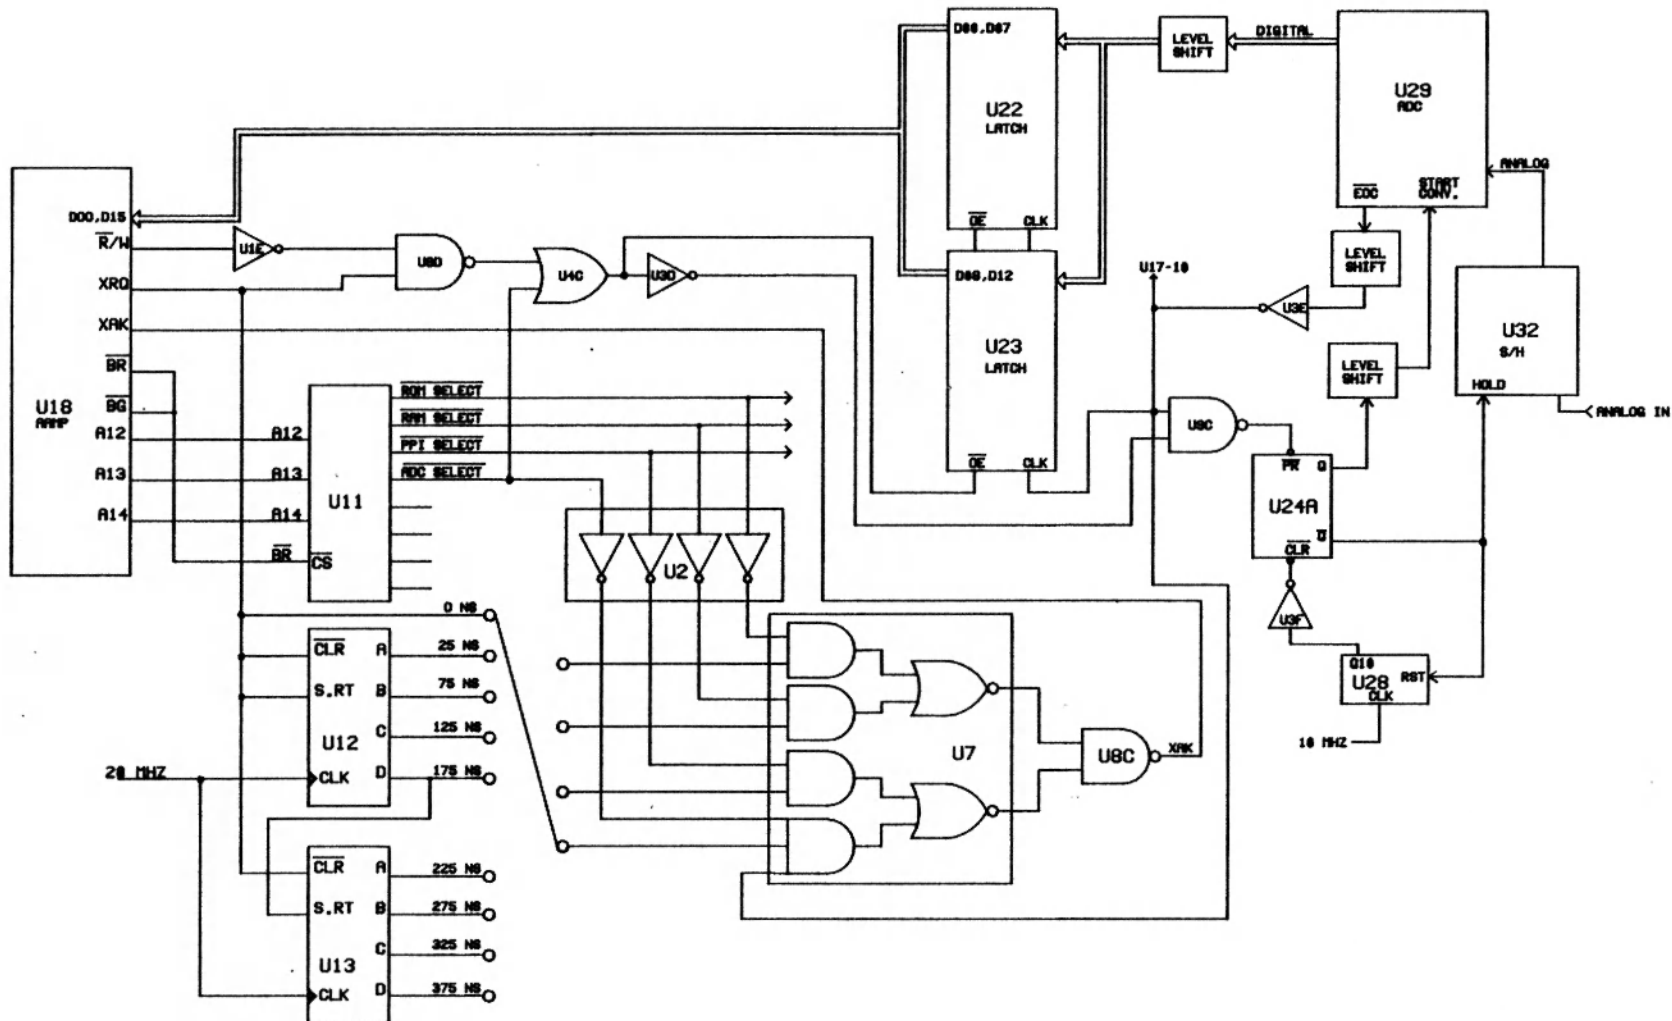 D06,D07
U22
LATCH
OE
CLK
LEVEL
SHIFT
DIGITAL
U29
ADC
EOC
START
CONV.
ANALOG
D00,D15
R/W
XRQ
XAK
BR
BG
U18
AAMP
A12
A13
A14
U1E
U8D
U4C
U3D
D08,D12
U23
LATCH
OE
CLK
U17-10
U3E
LEVEL
SHIFT
LEVEL
SHIFT
U32
S/H
HOLD
ANALOG IN
A12
A13
A14
BR
U11
CS
ROM SELECT
RAM SELECT
PPI SELECT
ADC SELECT
U2
U9C
PR
Q
U24A
Q
CLR
U3F
Q10
U28
RST
CLK
10 MHZ
0 NS
CLR
A
25 NS
S.RT
B
75 NS
U12
C
125 NS
20 MHZ
CLK
D
175 NS
U7
U8C
XAK
CLR
A
225 NS
S.RT
B
275 NS
U13
C
325 NS
CLK
D
375 NS